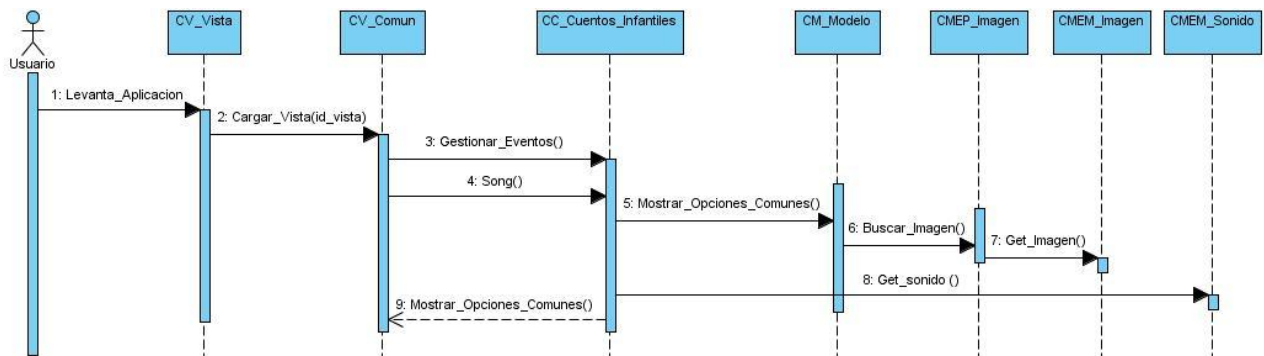 CV_Vista
CV_Comun
CC_Cuentos_Infantiles
CM_Modelo
CMEP_Imagen
CMEM_Imagen
CMEM_Sonido
Usuario
1: Levanta_Aplicacion
2: Cargar_Vista(id_vista)
3: Gestionar_Eventos()
4: Song()
5: Mostrar_Opciones_Comunes()
6: Buscar_Imagen()
7: Get_Imagen()
8: Get_sonido ()
9: Mostrar_Opciones_Comunes()